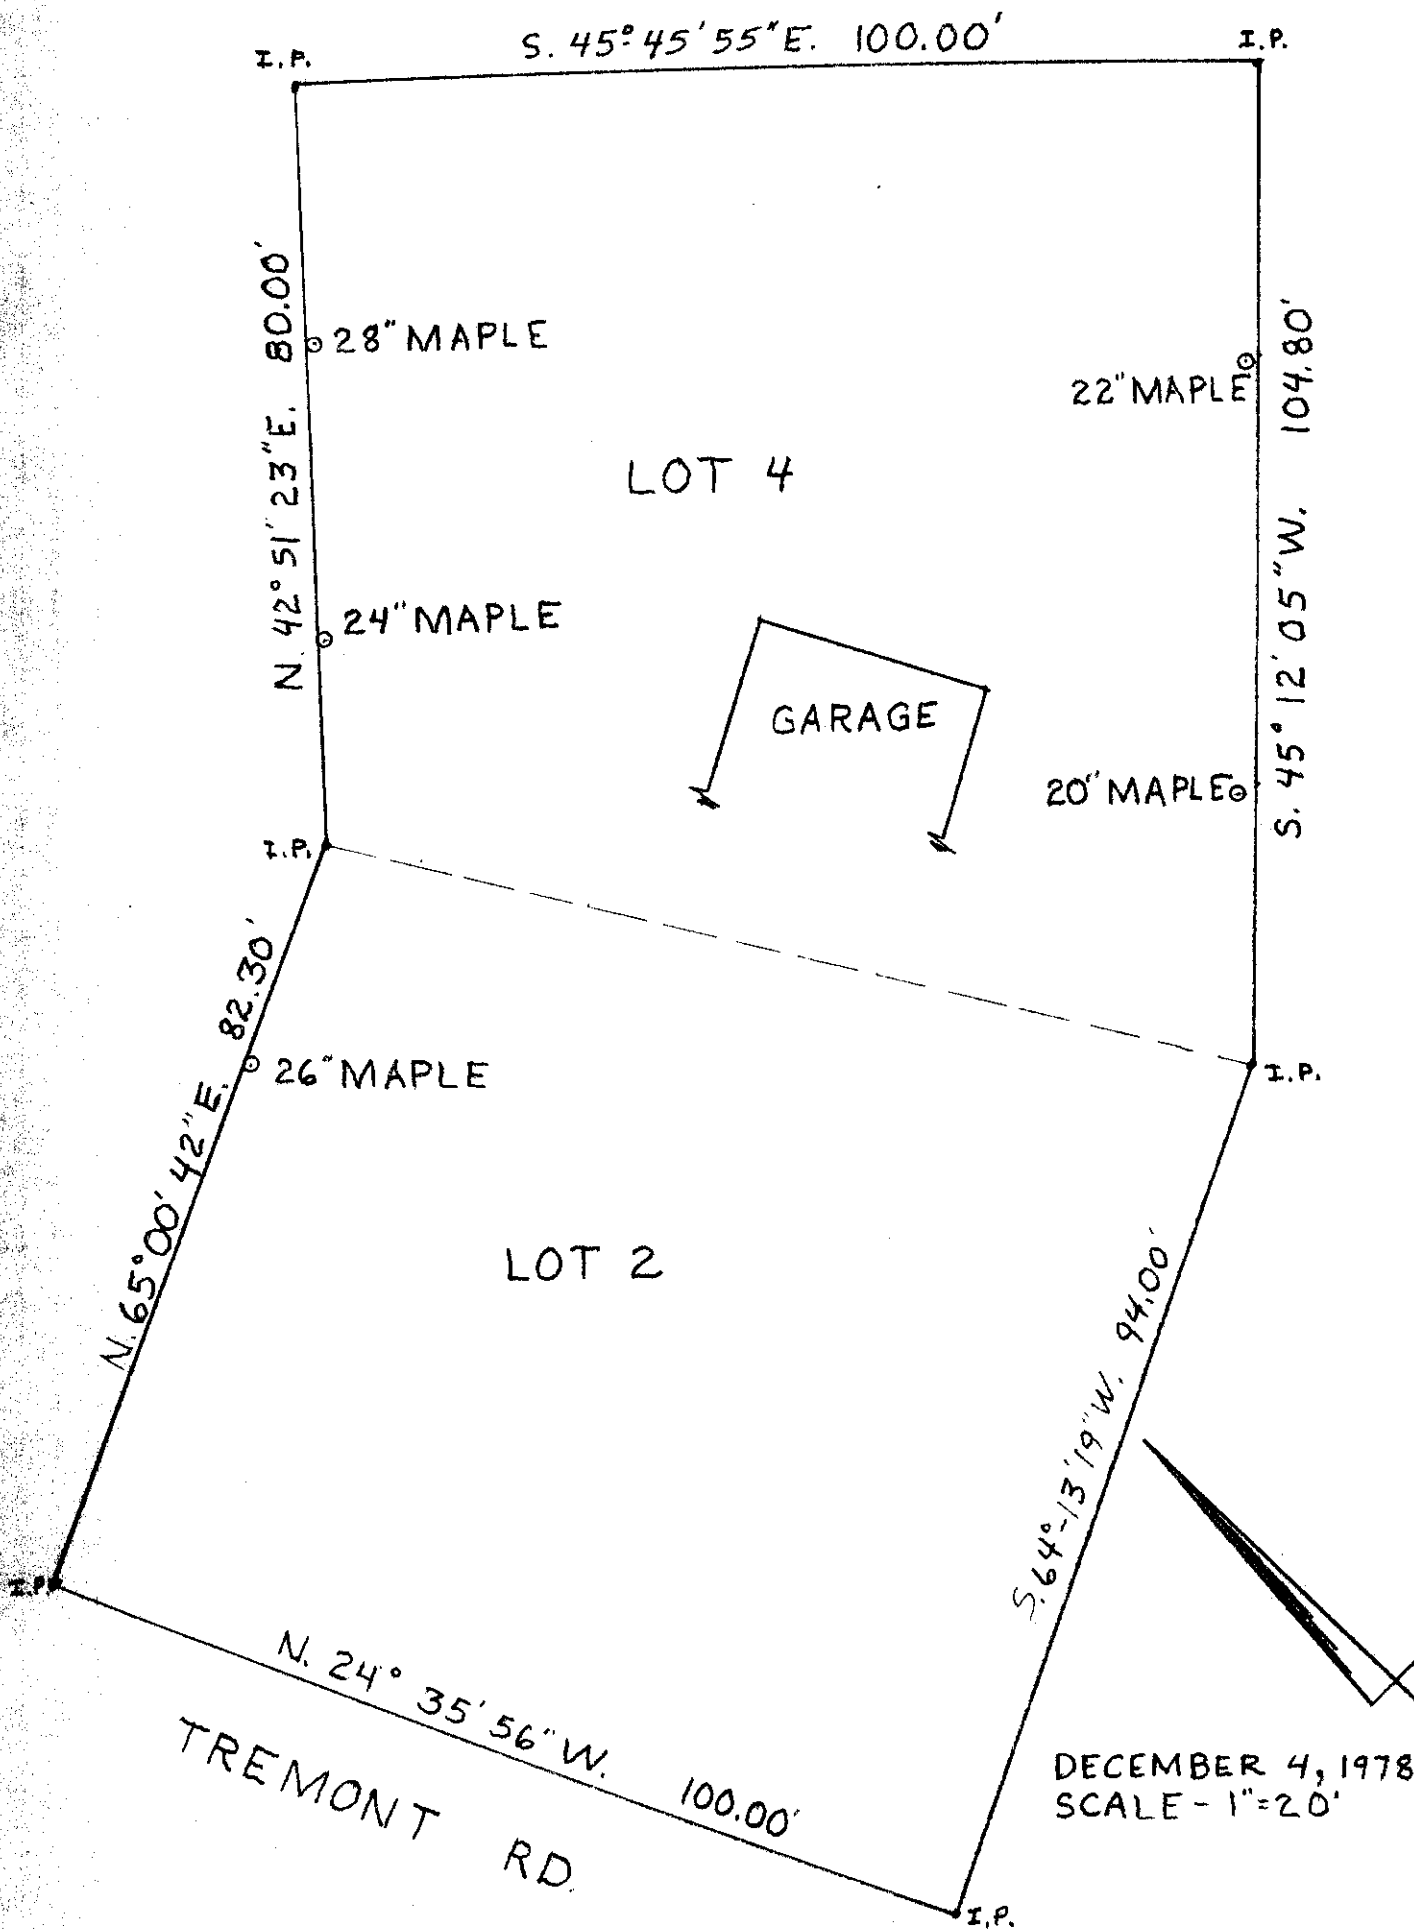 S. 45° 45' 55" E. 100.00'
I.P.
I.P.
N. 42° 51' 23" E. 80.00'
28" MAPLE
22" MAPLE
S. 45° 12' 05" W. 104.80'
LOT 4
24" MAPLE
GARAGE
20" MAPLE
I.P.
N. 65° 00' 42" E. 82.30'
26" MAPLE
I.P.
LOT 2
S. 64°-13' 19" W. 94.00'
I.P.
N. 24° 35' 56" W. 100.00'
TREMONT RD.
DECEMBER 4, 1978
SCALE - 1"=20'
I.P.